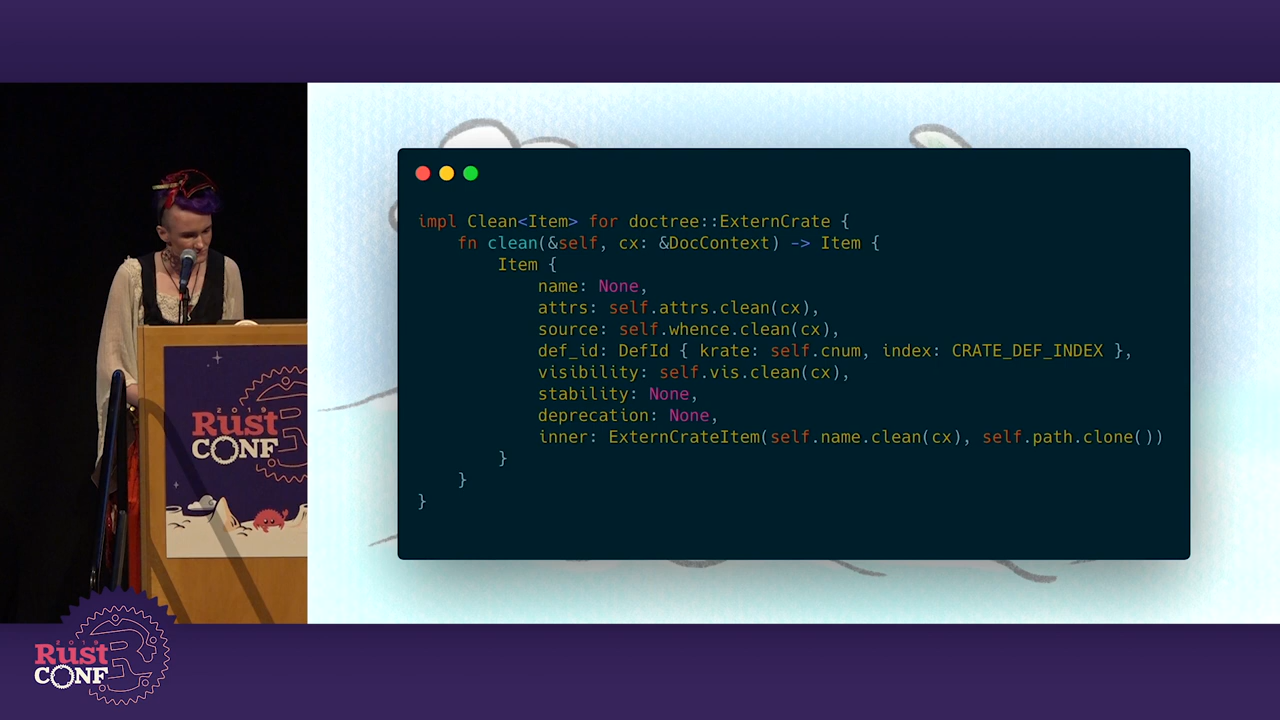 impl Clean<Item> for doctree::ExternCrate {
    fn clean(&self, cx: &DocContext) -> Item {
        Item {
            name: None,
            attrs: self.attrs.clean(cx),
            source: self.whence.clean(cx),
            def_id: DefId { krate: self.cnum, index: CRATE_DEF_INDEX },
            visibility: self.vis.clean(cx),
            stability: None,
            deprecation: None,
            inner: ExternCrateItem(self.name.clean(cx), self.path.clone())
        }
    }
}
2019
Rust
CONF
2019
Rust
CONF